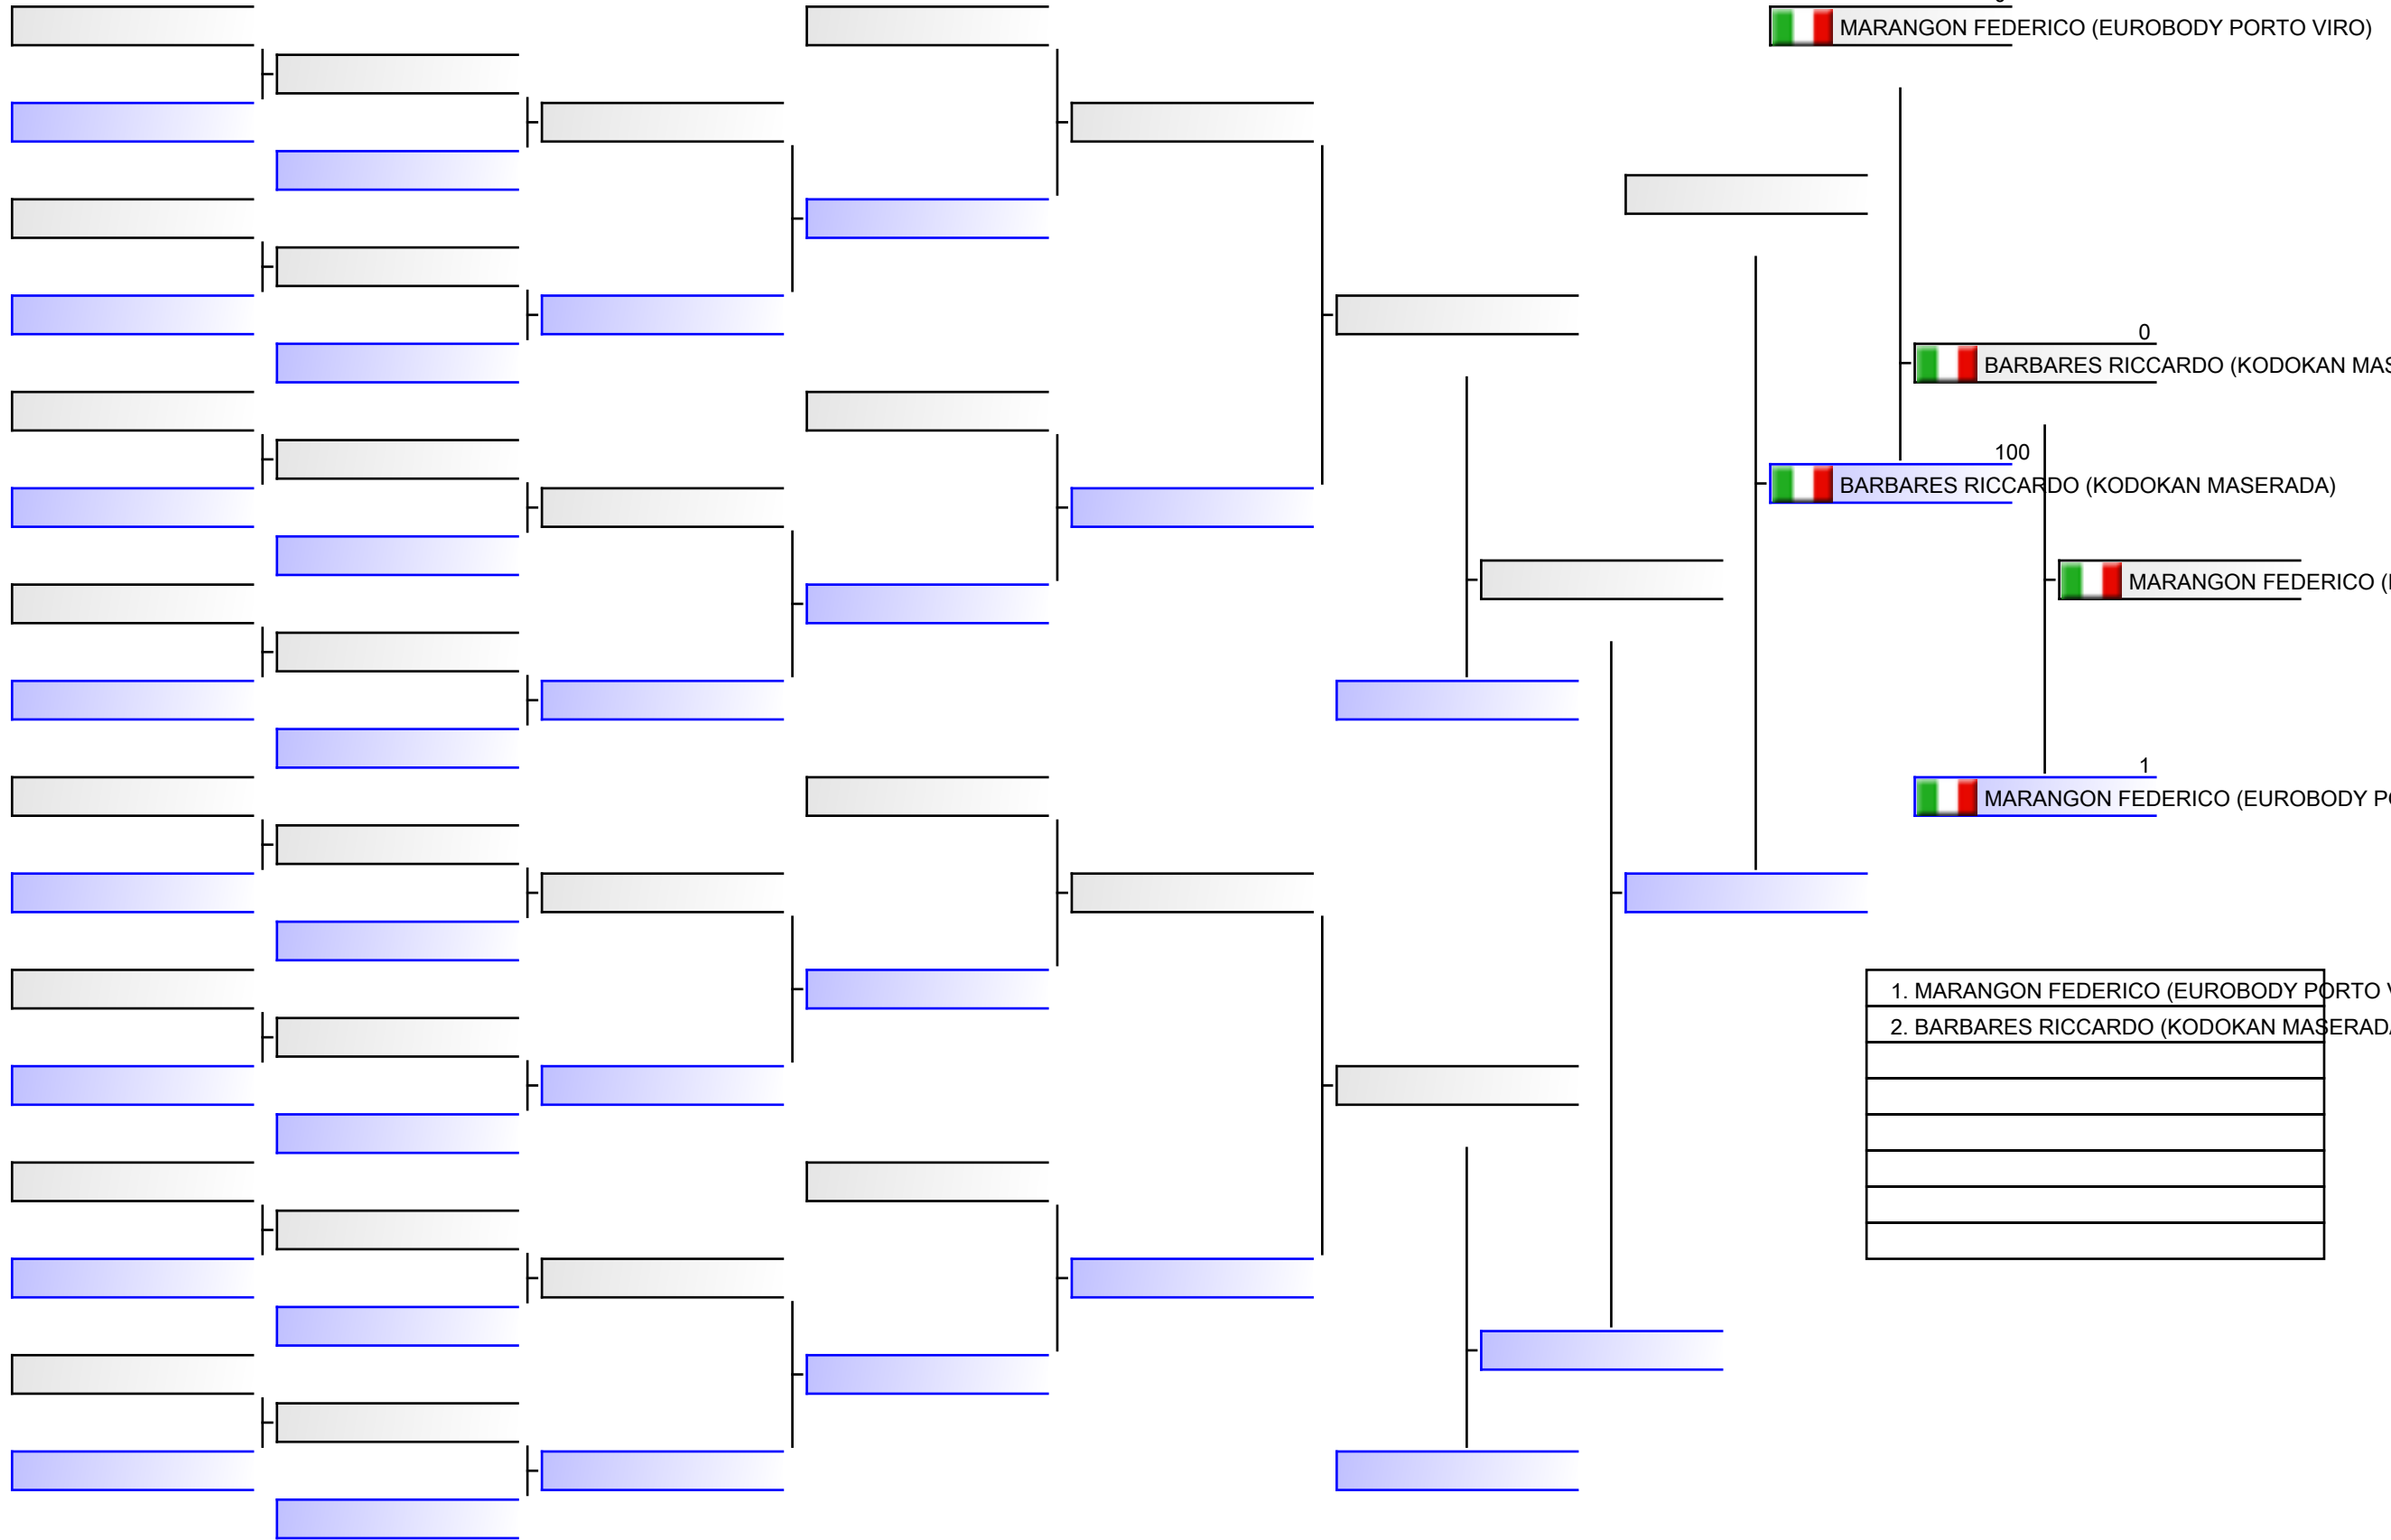 MARANGON FEDERICO (EUROBODY PORTO VIRO)
0
BARBARES RICCARDO (KODOKAN MAS
100
BARBARES RICCARDO (KODOKAN MASERADA)
MARANGON FEDERICO (
1
MARANGON FEDERICO (EUROBODY P
1. MARANGON FEDERICO (EUROBODY PORTO V
2. BARBARES RICCARDO (KODOKAN MASERADA